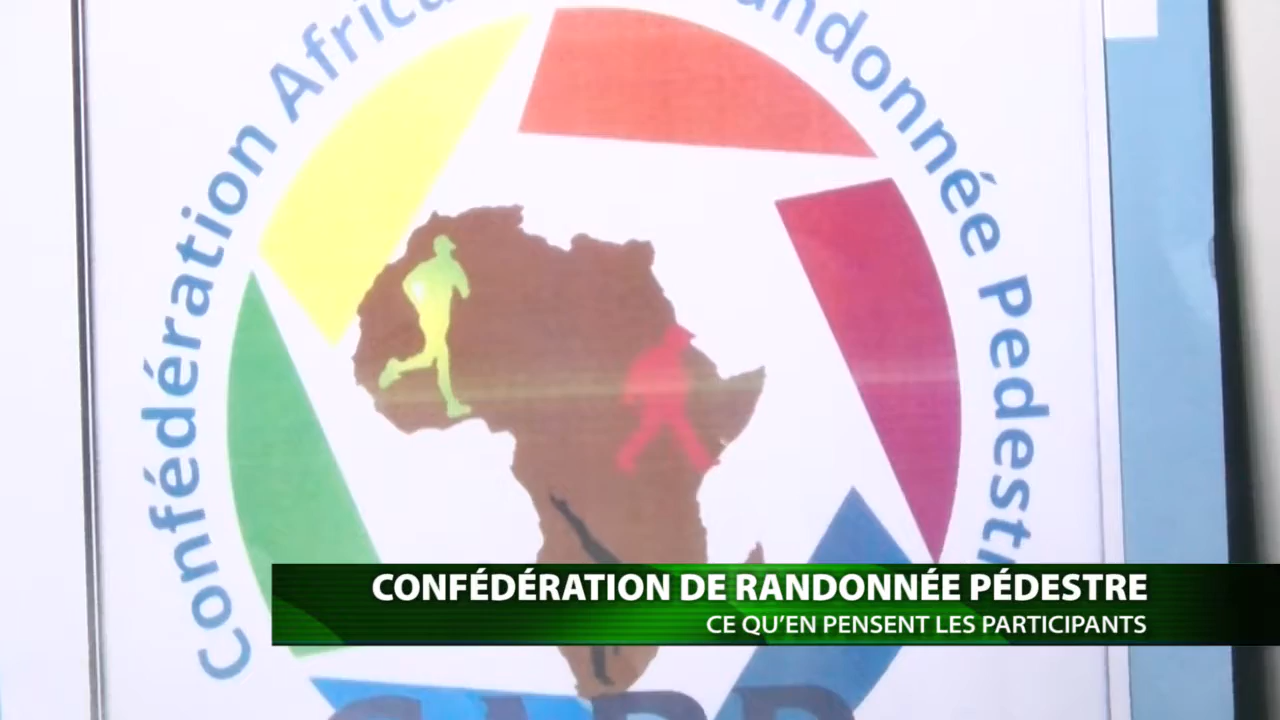 Confédération Africa
andonnée Pedestr
CONFÉDÉRATION DE RANDONNÉE PÉDESTRE
CE QU'EN PENSENT LES PARTICIPANTS